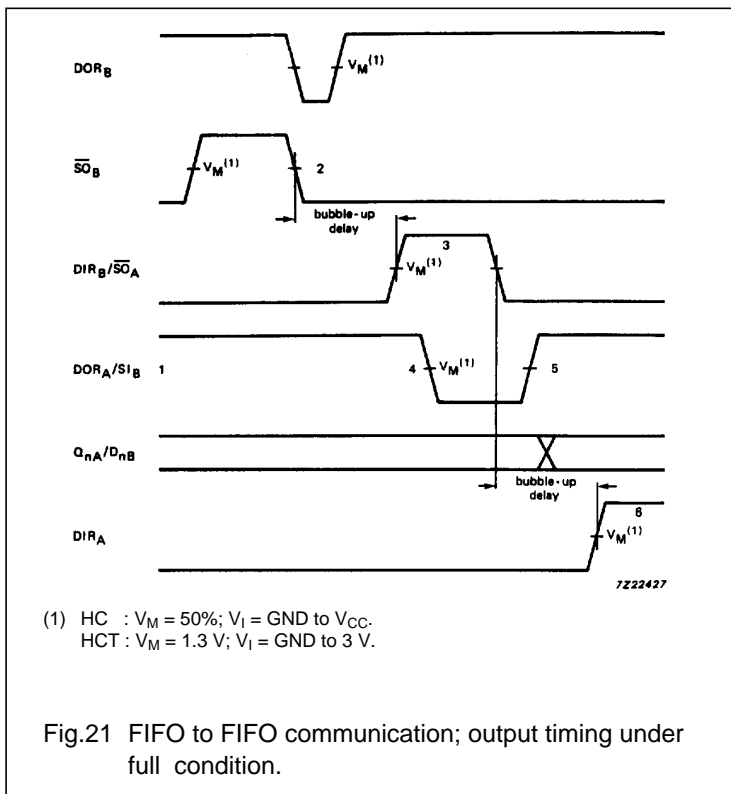 DOR_B
V_M(1)
S̅O̅_B
V_M(1)
2
bubble-up
delay
3
DIR_B/S̅O̅_A
V_M(1)
DOR_A/SI_B
1
4
V_M(1)
5
Q_nA/D_nB
bubble-up
delay
6
DIR_A
V_M(1)
7Z22427
(1) HC : V_M = 50%; V_I = GND to V_CC.
HCT : V_M = 1.3 V; V_I = GND to 3 V.
Fig.21 FIFO to FIFO communication; output timing under
full condition.